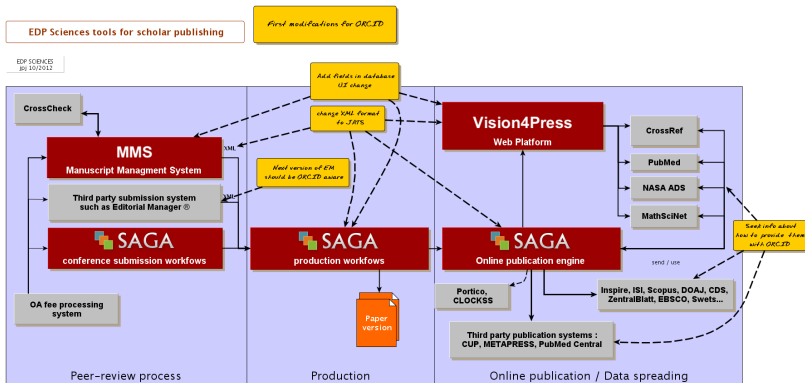 EDP Sciences tools for scholar publishing
First modifcations for ORCID
EDP SCIENCES
jpj 10/2012
Add fields in database
UI change
change XML format
to JATS
CrossCheck
MMS
Manuscript Managment System
XML
Next version of EM
should be ORCID aware
Third party submission system
such as Editorial Manager ®
XML
SAGA
conference submission workflows
OA fee processing
system
SAGA
production workflows
Paper
version
Vision4Press
Web Platform
CrossRef
PubMed
NASA ADS
MathSciNet
SAGA
Online publication engine
Seek info about
how to provide them
with ORCID
send / use
Portico,
CLOCKSS
Inspire, ISI, Scopus, DOAJ, CDS,
ZentralBlatt, EBSCO, Swets...
Third party publication systems :
CUP, METAPRESS, PubMed Central
Peer-review process
Production
Online publication / Data spreading